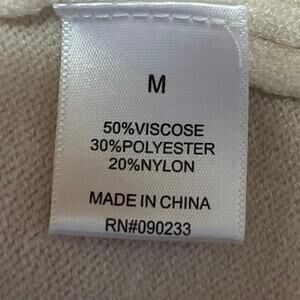 M
50%VISCOSE
30%POLYESTER
20%NYLON
MADE IN CHINA
RN#090233